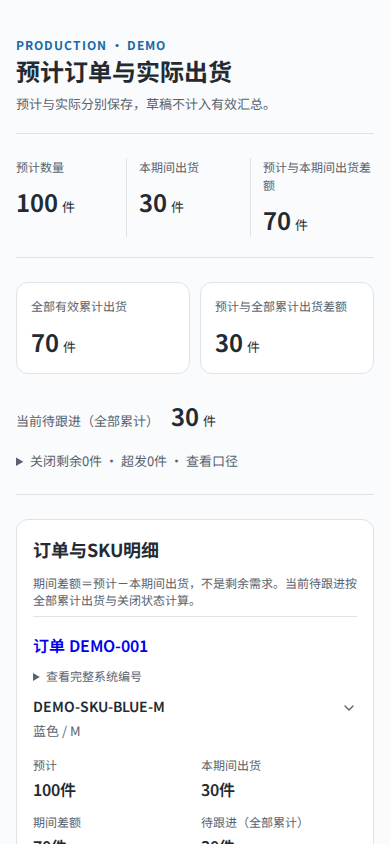 PRODUCTION · DEMO
预计订单与实际出货
预计与实际分别保存，草稿不计入有效汇总。
预计数量
100 件
本期间出货
30 件
预计与本期间出货差
额
70 件
全部有效累计出货
70 件
预计与全部累计出货差额
30 件
当前待跟进（全部累计） 30 件
▶ 关闭剩余0件 · 超发0件 · 查看口径
订单与SKU明细
期间差额＝预计－本期间出货，不是剩余需求。当前待跟进按
全部累计出货与关闭状态计算。
订单 DEMO-001
▶ 查看完整系统编号
DEMO-SKU-BLUE-M
蓝色 / M
预计
100件
本期间出货
30件
期间差额
待跟进（全部累计）
70件
30件